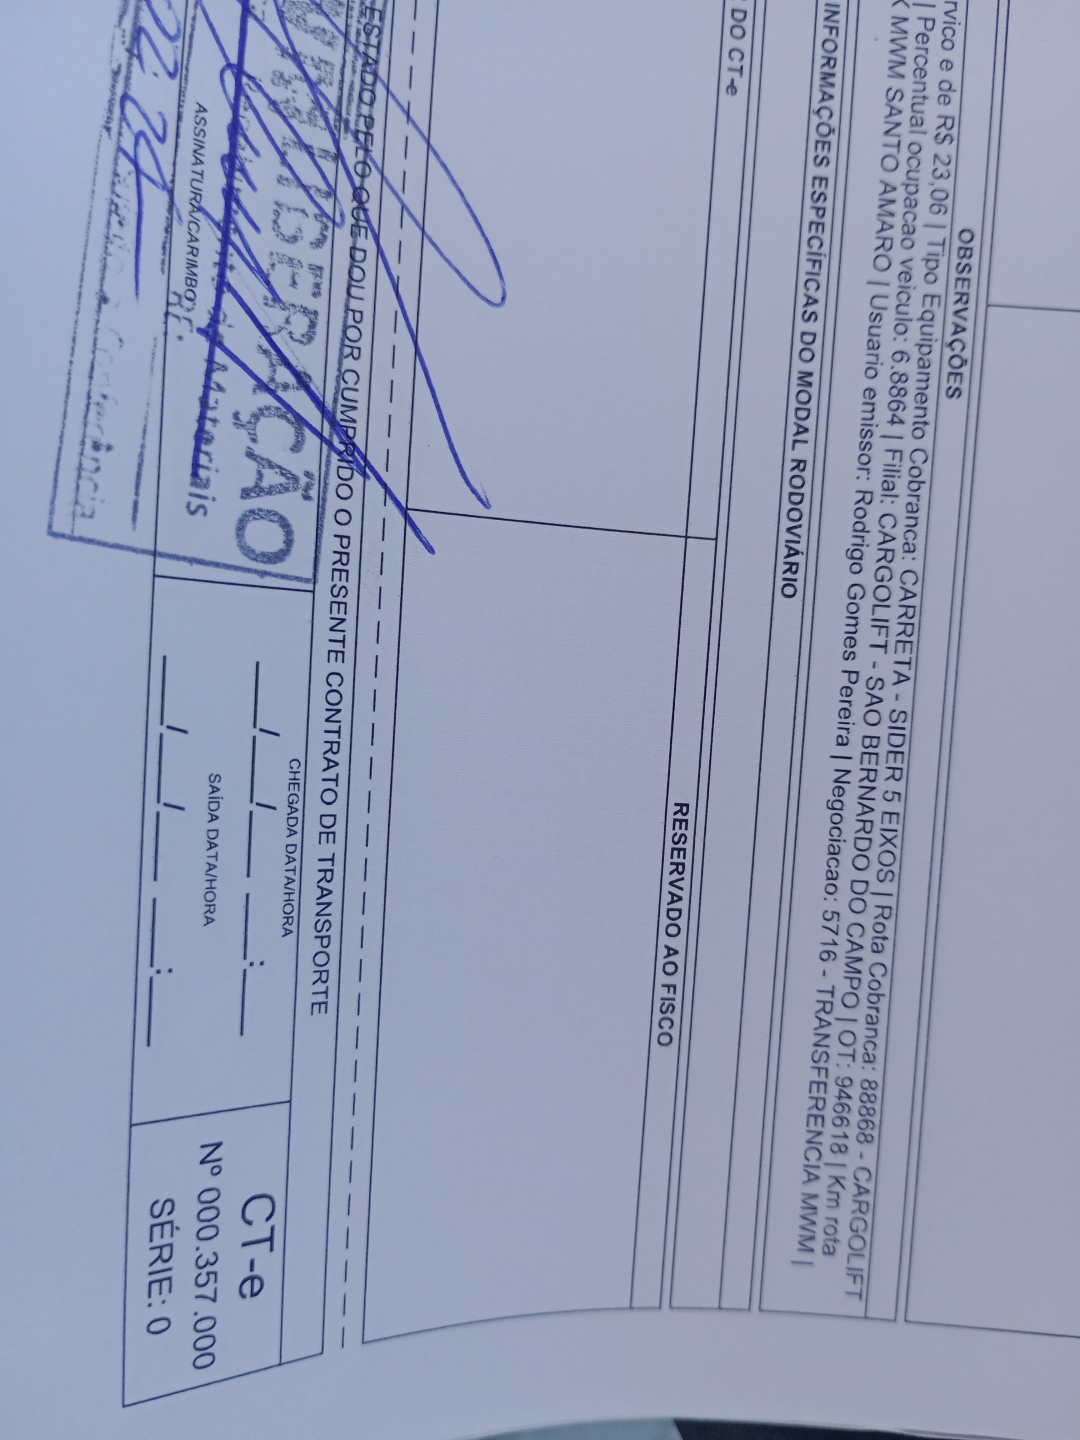 OBSERVAÇÕES
rvico e de R$ 23,06 | Tipo Equipamento Cobranca: CARRETA - SIDER 5 EIXOS | Rota Cobranca: 88868 - CARGOLIFT
| Percentual ocupacao veiculo: 6.8864 | Filial: CARGOLIFT - SAO BERNARDO DO CAMPO | OT: 946618 | Km rota
X MWM SANTO AMARO | Usuario emissor: Rodrigo Gomes Pereira | Negociacao: 5716 - TRANSFERENCIA MWM |
INFORMAÇÕES ESPECÍFICAS DO MODAL RODOVIÁRIO
DO CT-e
RESERVADO AO FISCO
ESTADO PELO QUE DOU POR CUMPRIDO O PRESENTE CONTRATO DE TRANSPORTE
CHEGADA DATA/HORA
___/___/___ ___:___
SAÍDA DATA/HORA
___/___/___ ___:___
ASSINATURA/CARIMBO
de Materiais
Conferência
CT-e
Nº 000.357.000
SÉRIE: 0